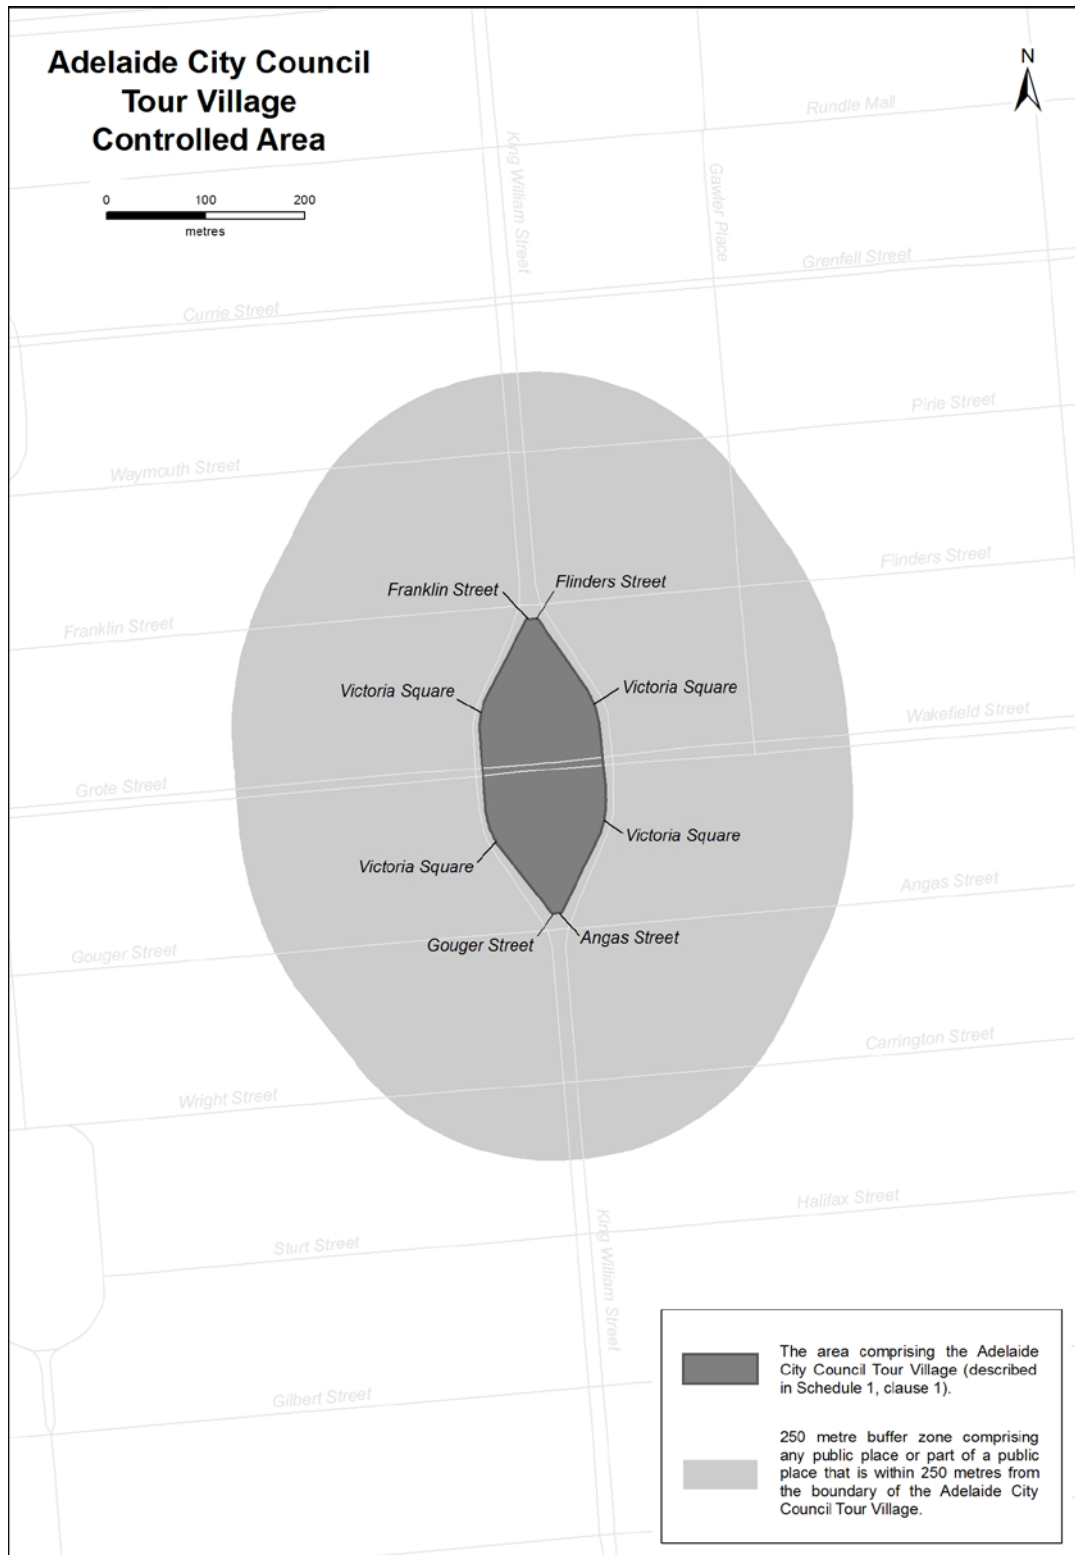 Adelaide City Council
Tour Village
Controlled Area
N
0 100 200
metres
Rundle Mall
King William Street
Gawler Place
Grenfell Street
Currie Street
Pirie Street
Waymouth Street
Flinders Street
Franklin Street
Flinders Street
Franklin Street
Victoria Square
Victoria Square
Wakefield Street
Grote Street
Victoria Square
Victoria Square
Angas Street
Gouger Street
Angas Street
Gouger Street
Carrington Street
Wright Street
Halifax Street
Sturt Street
King William Street
Gilbert Street
The area comprising the Adelaide
City Council Tour Village (described
in Schedule 1, clause 1).
250 metre buffer zone comprising
any public place or part of a public
place that is within 250 metres from
the boundary of the Adelaide City
Council Tour Village.